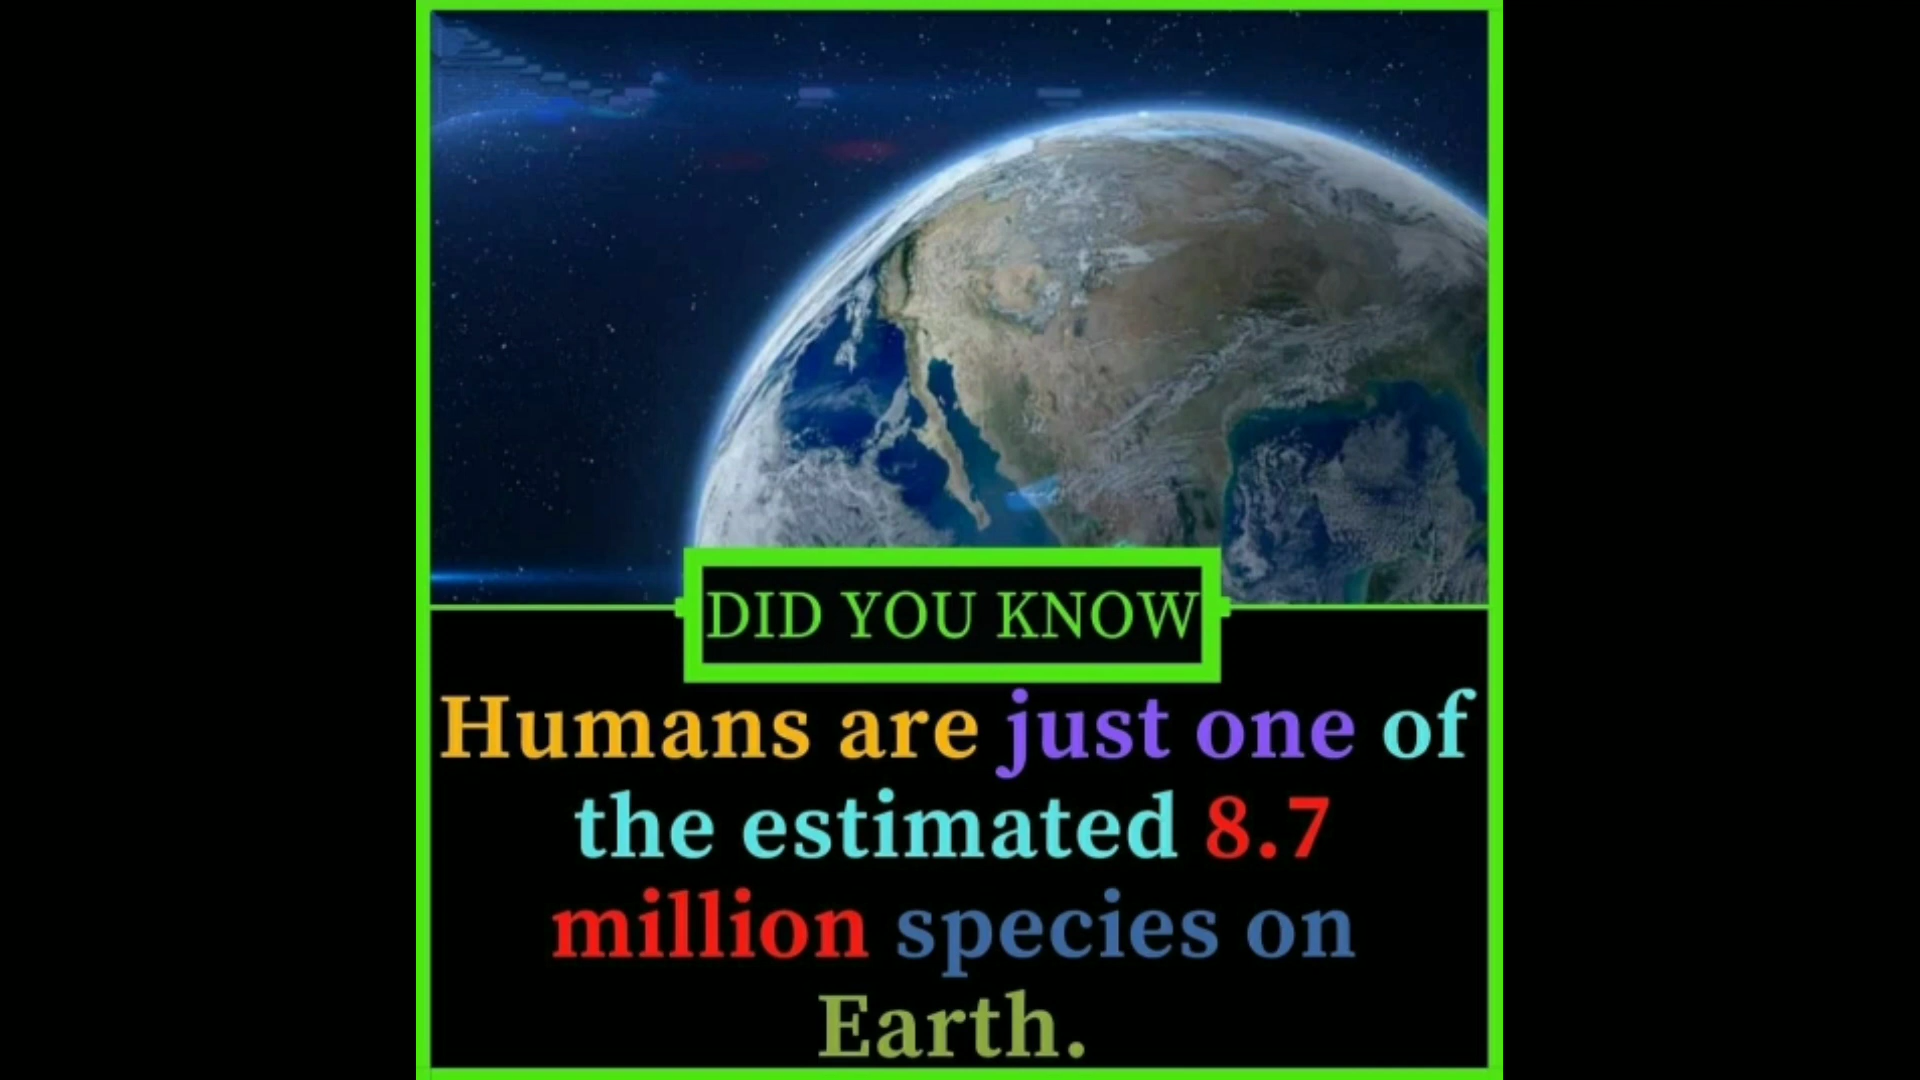 DID YOU KNOW
Humans are just one of
the estimated 8.7
million species on
Earth.